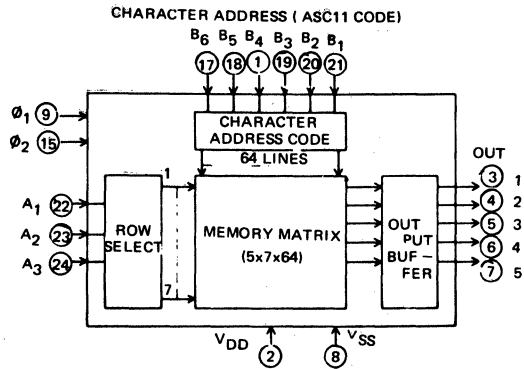 CHARACTER ADDRESS ( ASC11 CODE)
B6 B5 B4 B3 B2 B1
17 18 1 19 20 21
Ø1 9
Ø2 15
CHARACTER
ADDRESS CODE
64 LINES
OUT
A1 22
A2 23
A3 24
ROW
SELECT
1
7
MEMORY MATRIX
(5x7x64)
OUT
PUT
BUF –
FER
3 1
4 2
5 3
6 4
7 5
VDD
2
VSS
8